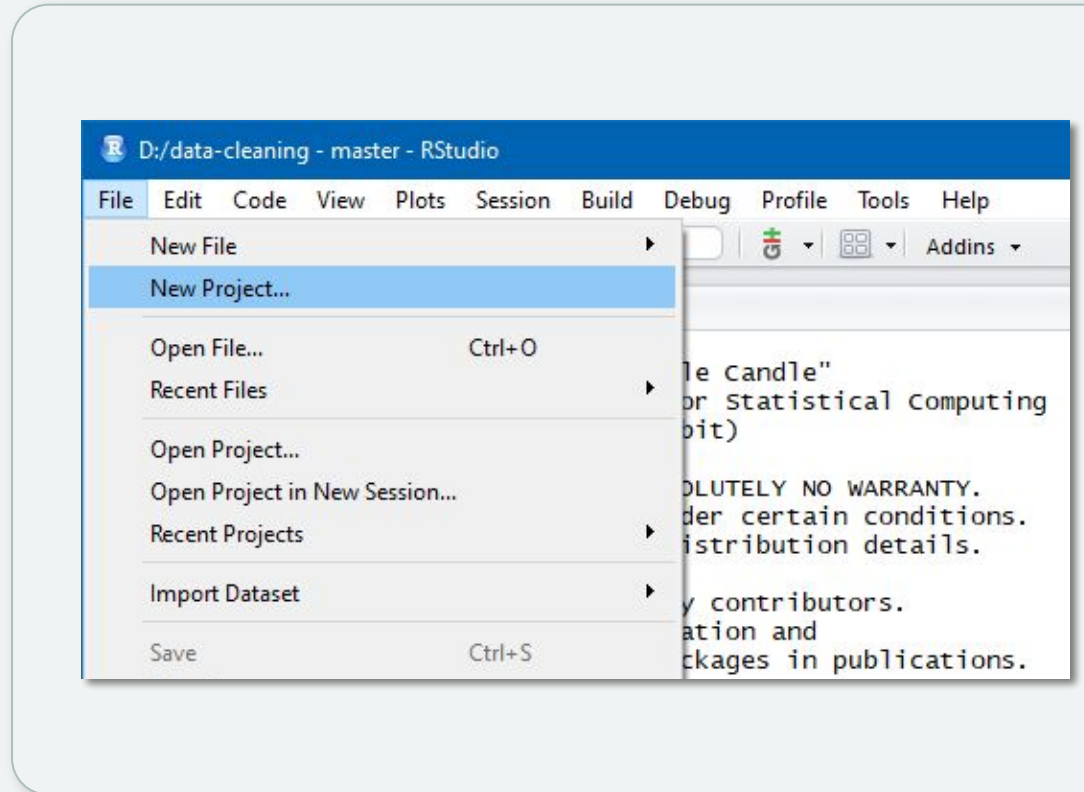 D:/data-cleaning - master - RStudio
File Edit Code View Plots Session Build Debug Profile Tools Help
New File
Addins
New Project...
Open File... Ctrl+O
Recent Files
Open Project...
Open Project in New Session...
Recent Projects
Import Dataset
Save Ctrl+S
le Candle"
or Statistical Computing
bit)
OLUTELY NO WARRANTY.
der certain conditions.
istribution details.
y contributors.
ation and
ckages in publications.